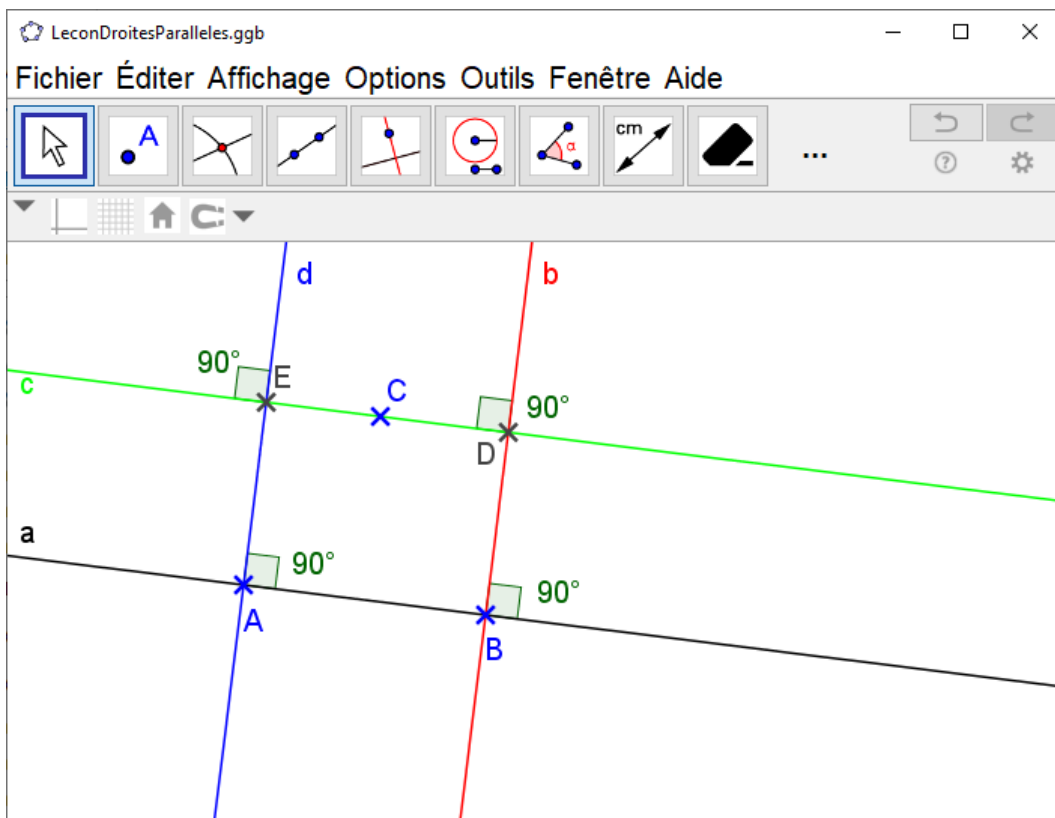 LeconDroitesParalleles.ggb
Fichier Éditer Affichage Options Outils Fenêtre Aide
A
α
cm
...
d
b
90°
E
c
C
90°
D
a
90°
90°
A
B